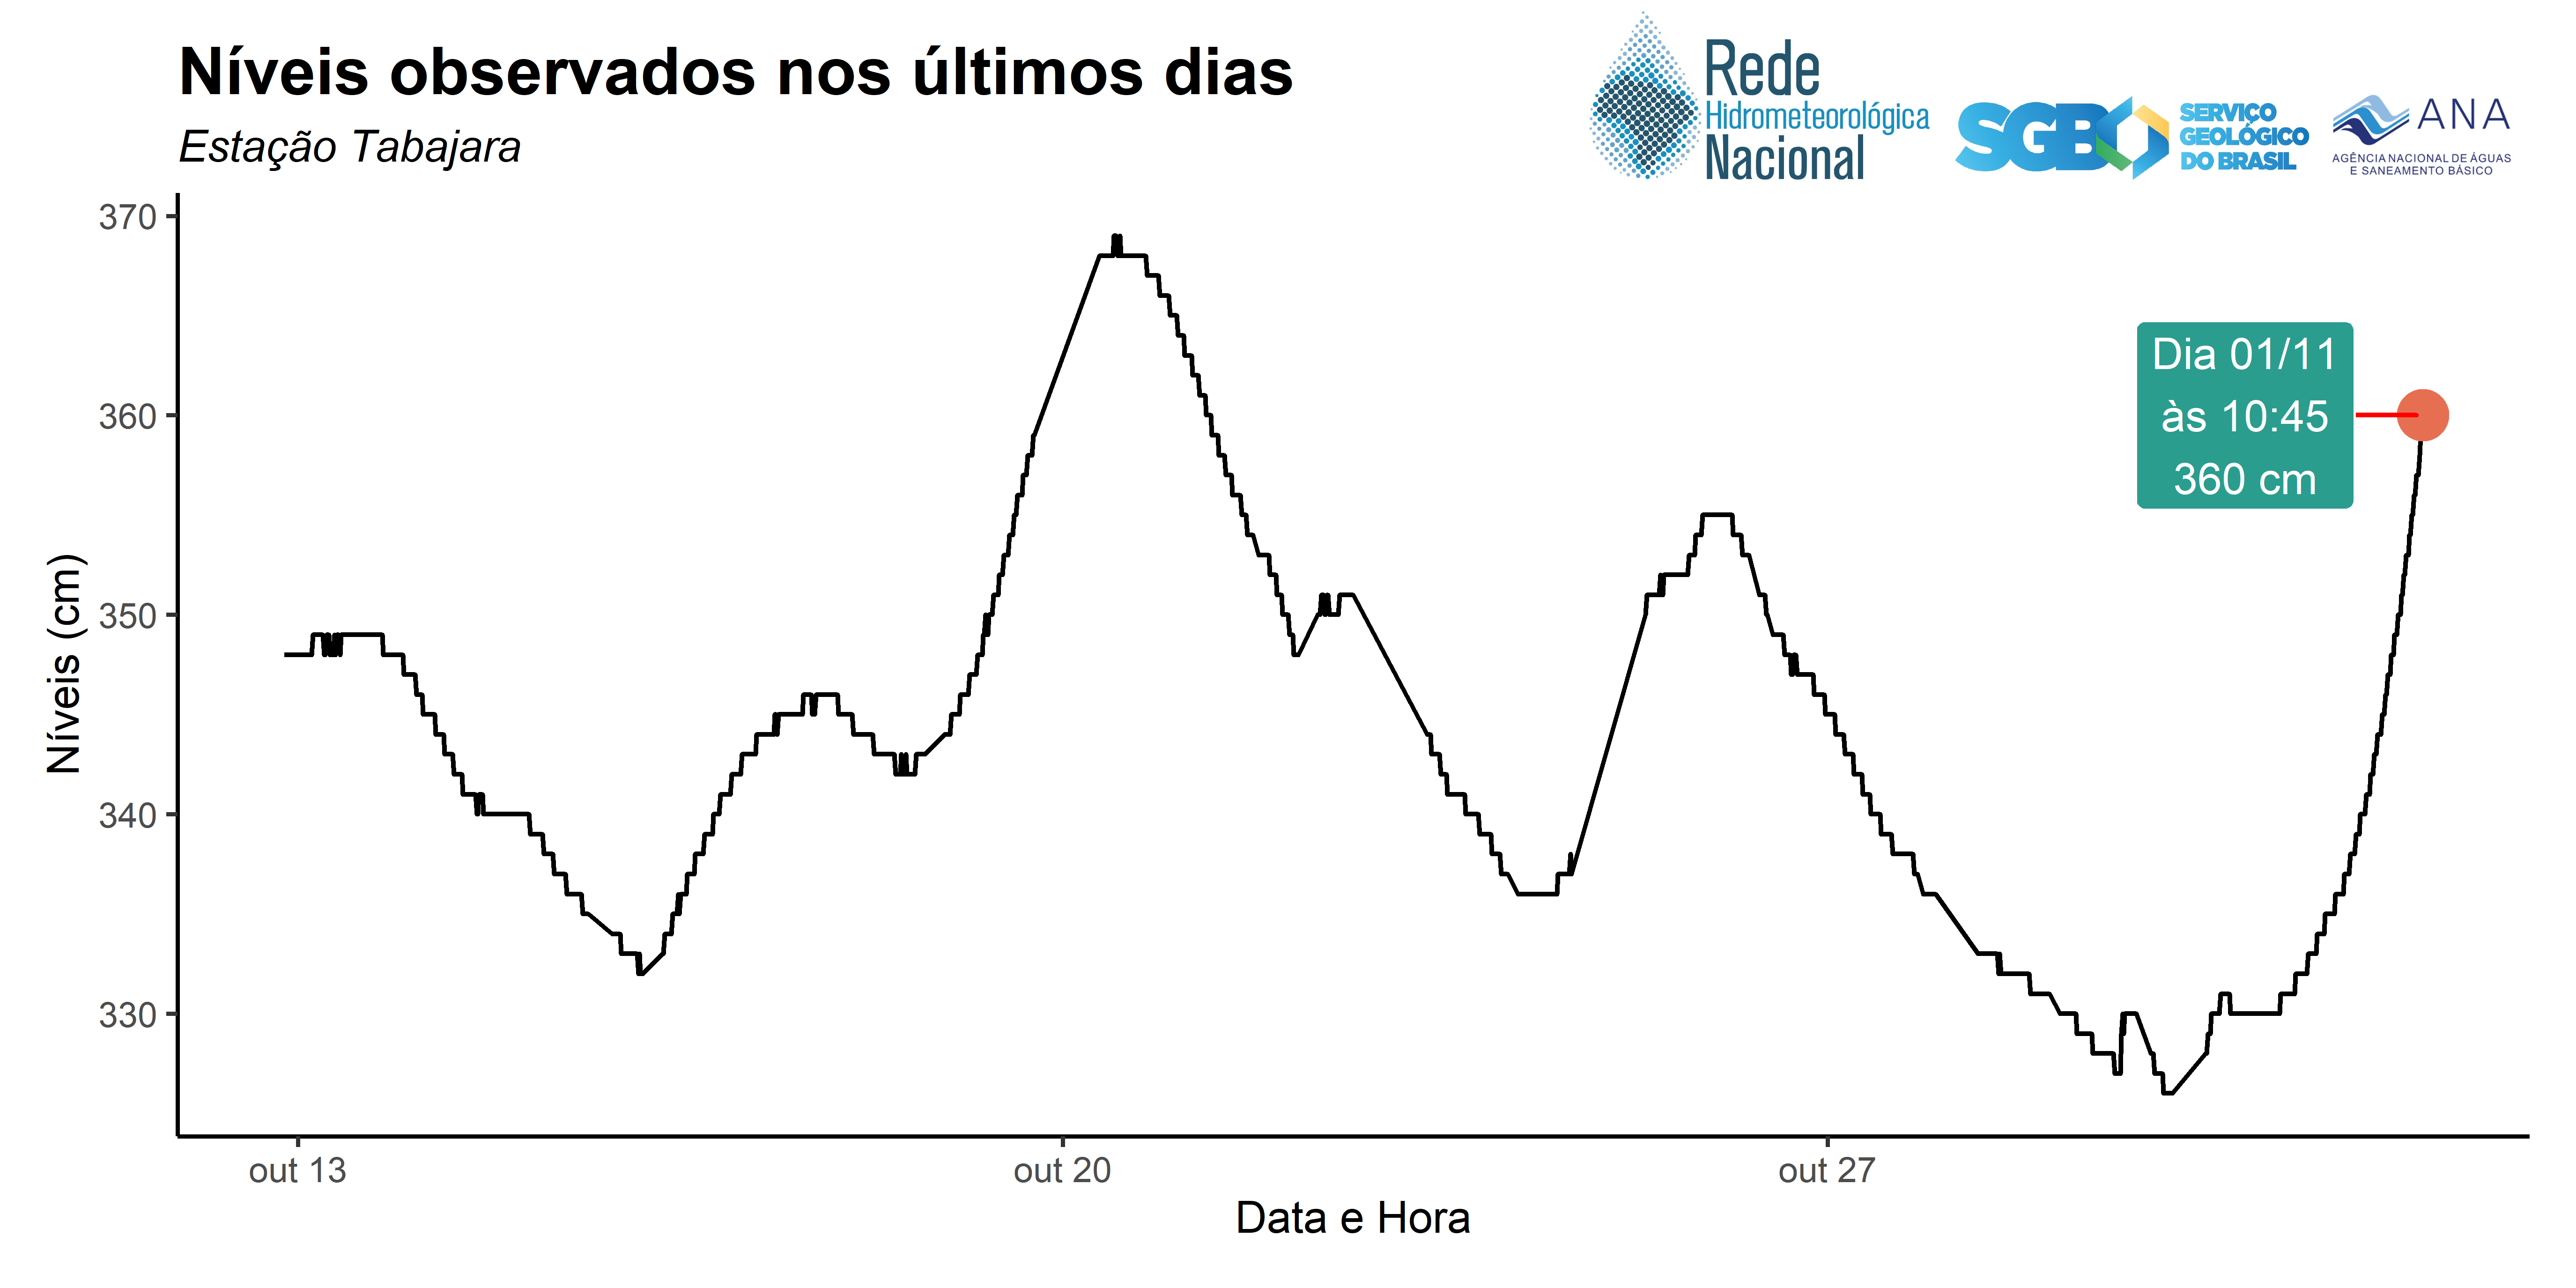 Níveis observados nos últimos dias
Estação Tabajara
Rede
Hidrometeorológica
Nacional
SGB
SERVIÇO
GEOLÓGICO
DO BRASIL
ANA
AGÊNCIA NACIONAL DE ÁGUAS
E SANEAMENTO BÁSICO
370
360
350
340
330
Níveis (cm)
Dia 01/11
às 10:45
360 cm
out 13
out 20
out 27
Data e Hora